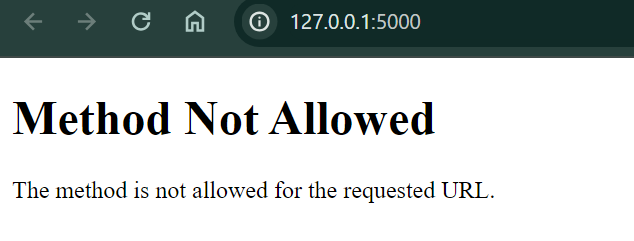 127.0.0.1:5000
Method Not Allowed
The method is not allowed for the requested URL.